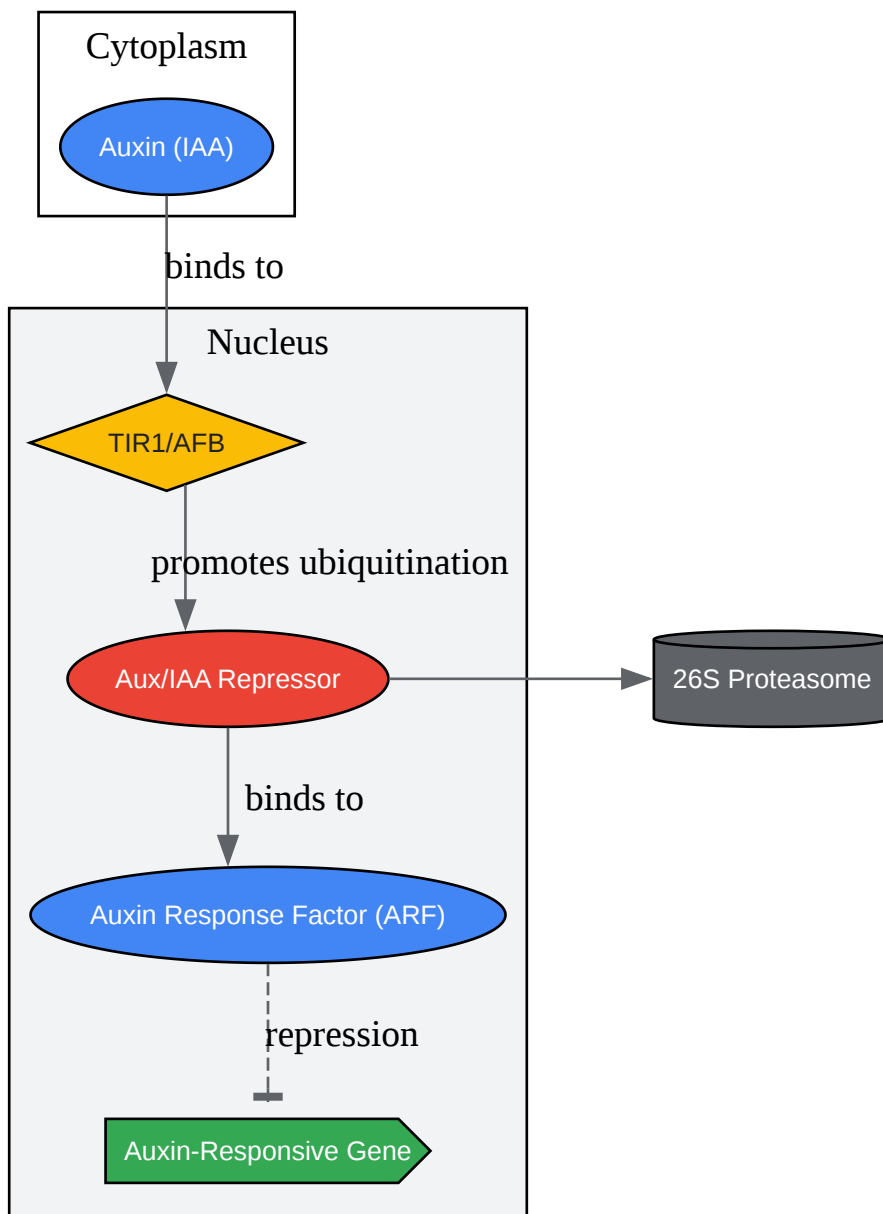 Cytoplasm
Auxin (IAA)
binds to
Nucleus
TIR1/AFB
promotes ubiquitination
Aux/IAA Repressor
26S Proteasome
binds to
Auxin Response Factor (ARF)
repression
Auxin-Responsive Gene